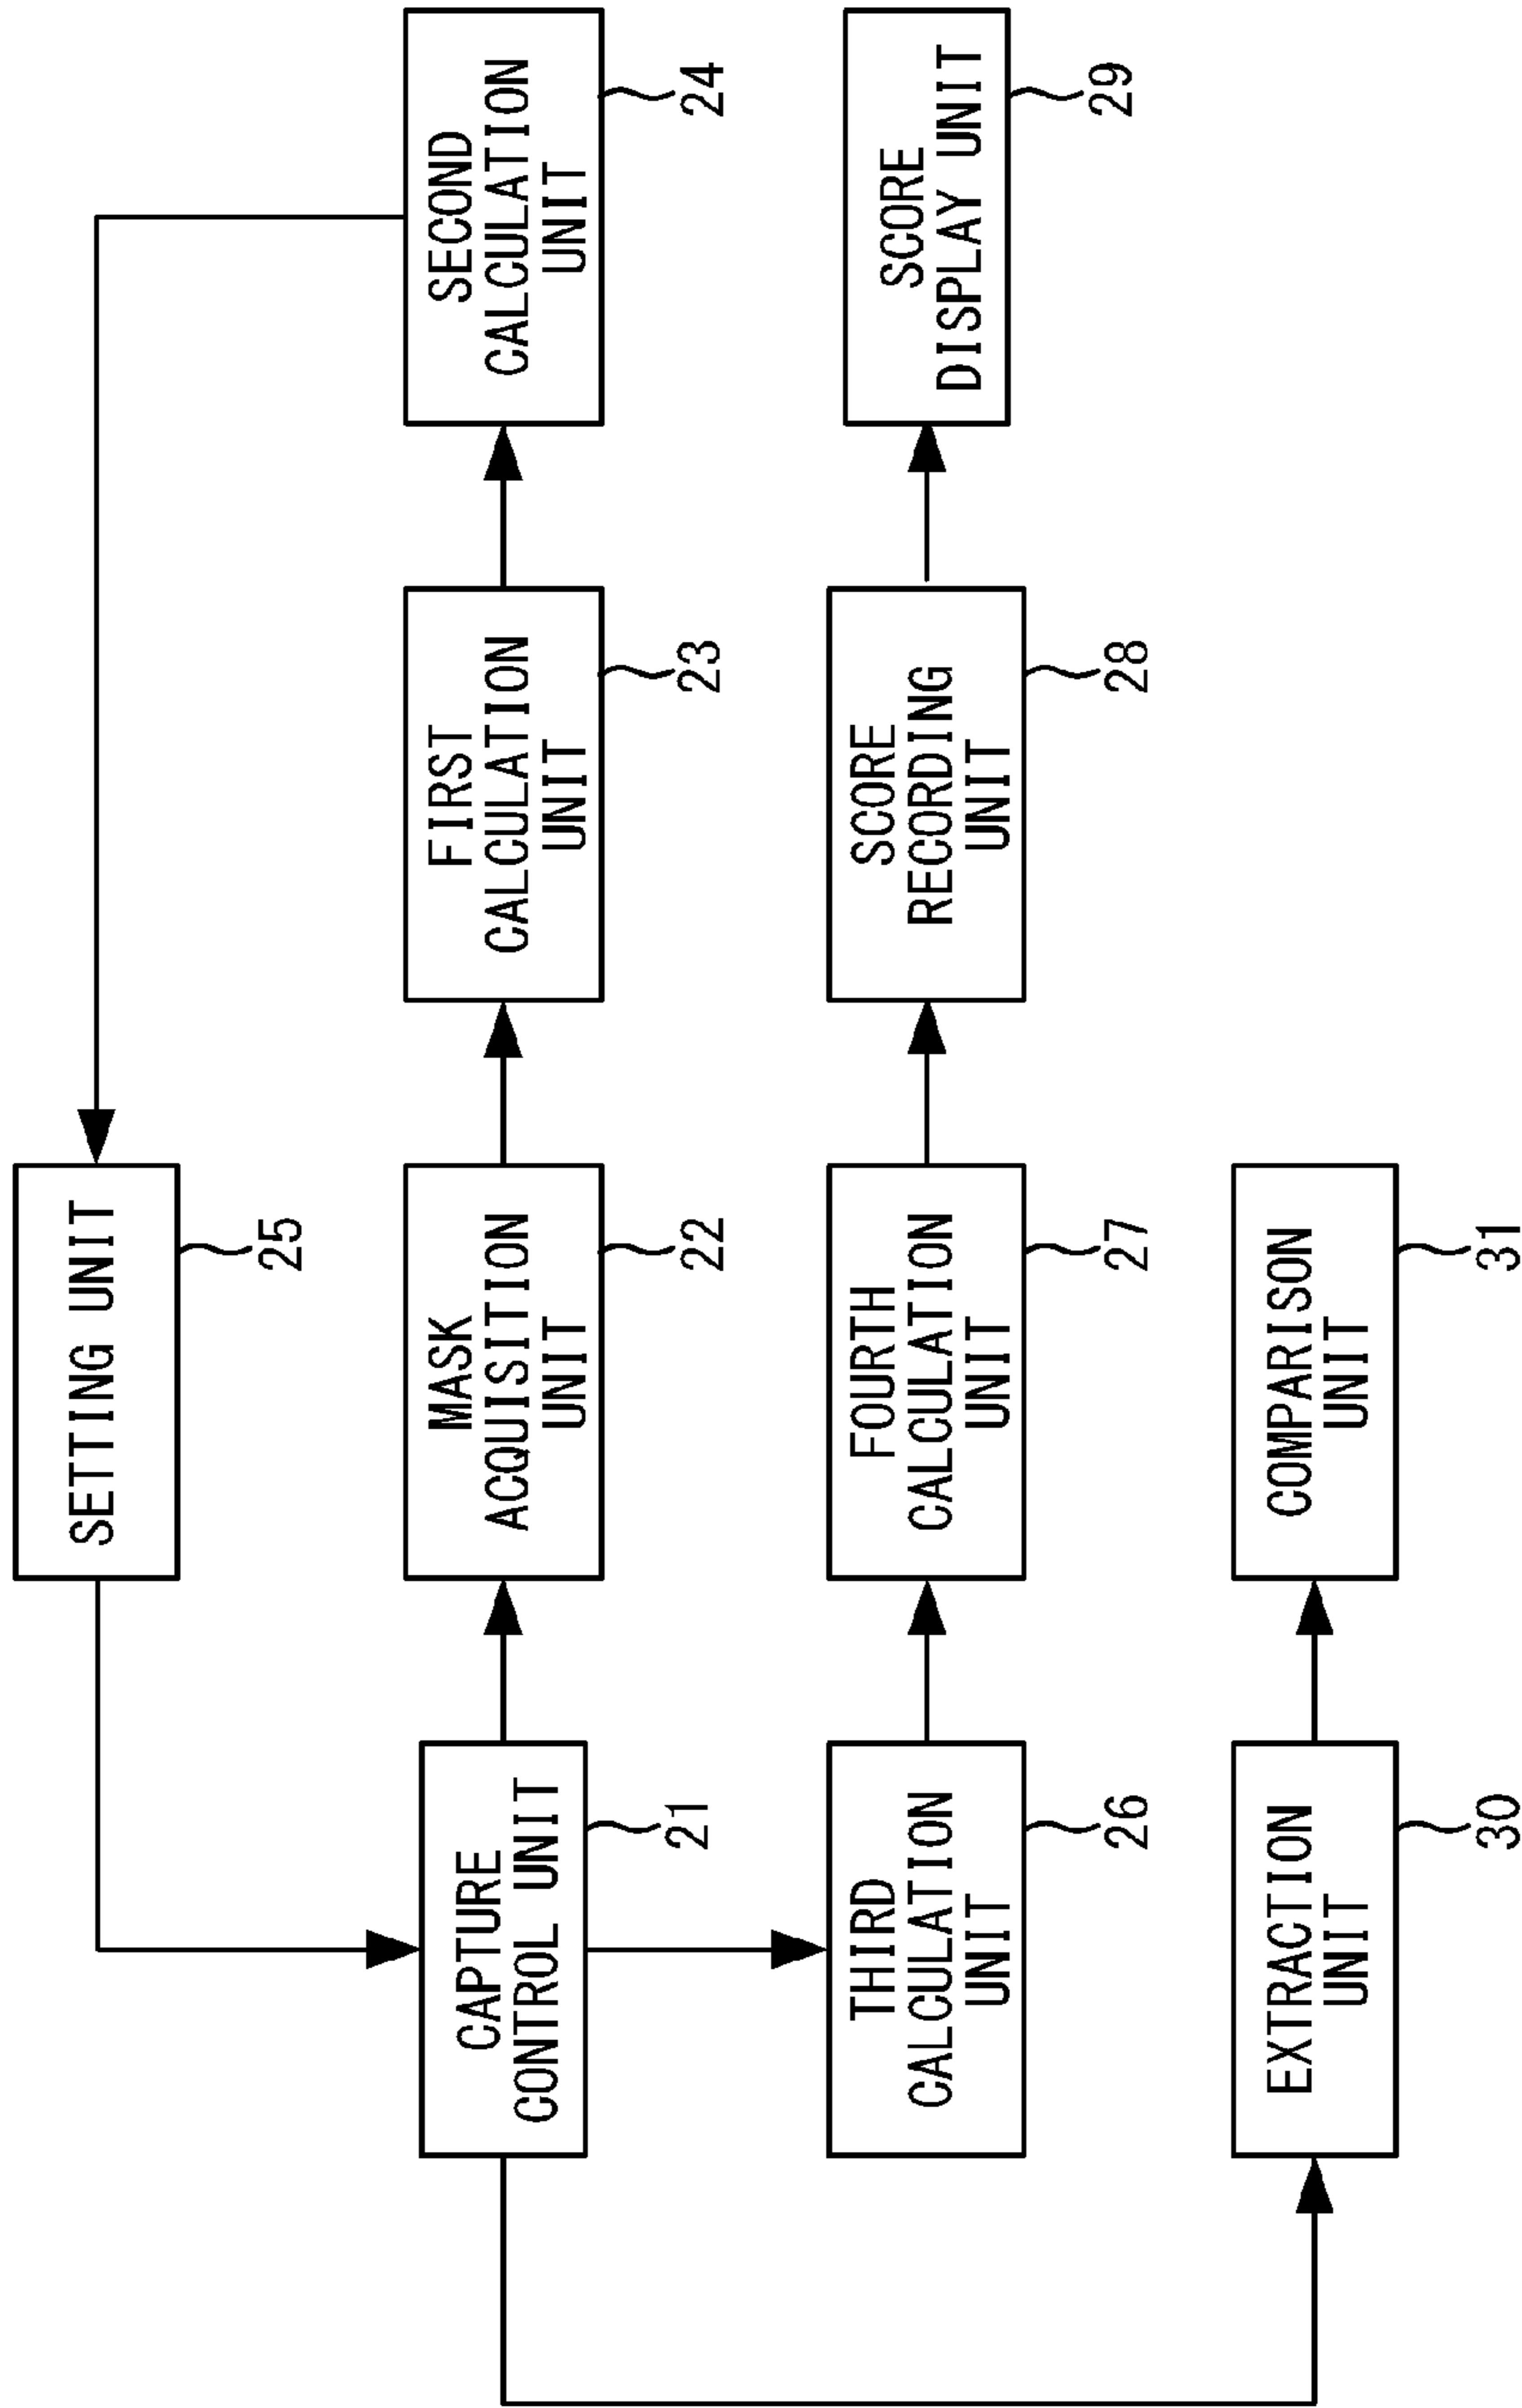 SETTING UNIT
25
CAPTURE
CONTROL UNIT
21
MASK
ACQUISITION
UNIT
22
FIRST
CALCULATION
UNIT
23
SECOND
CALCULATION
UNIT
24
THIRD
CALCULATION
UNIT
26
FOURTH
CALCULATION
UNIT
27
SCORE
RECORDING
UNIT
28
SCORE
DISPLAY UNIT
29
EXTRACTION
UNIT
30
COMPARISON
UNIT
31